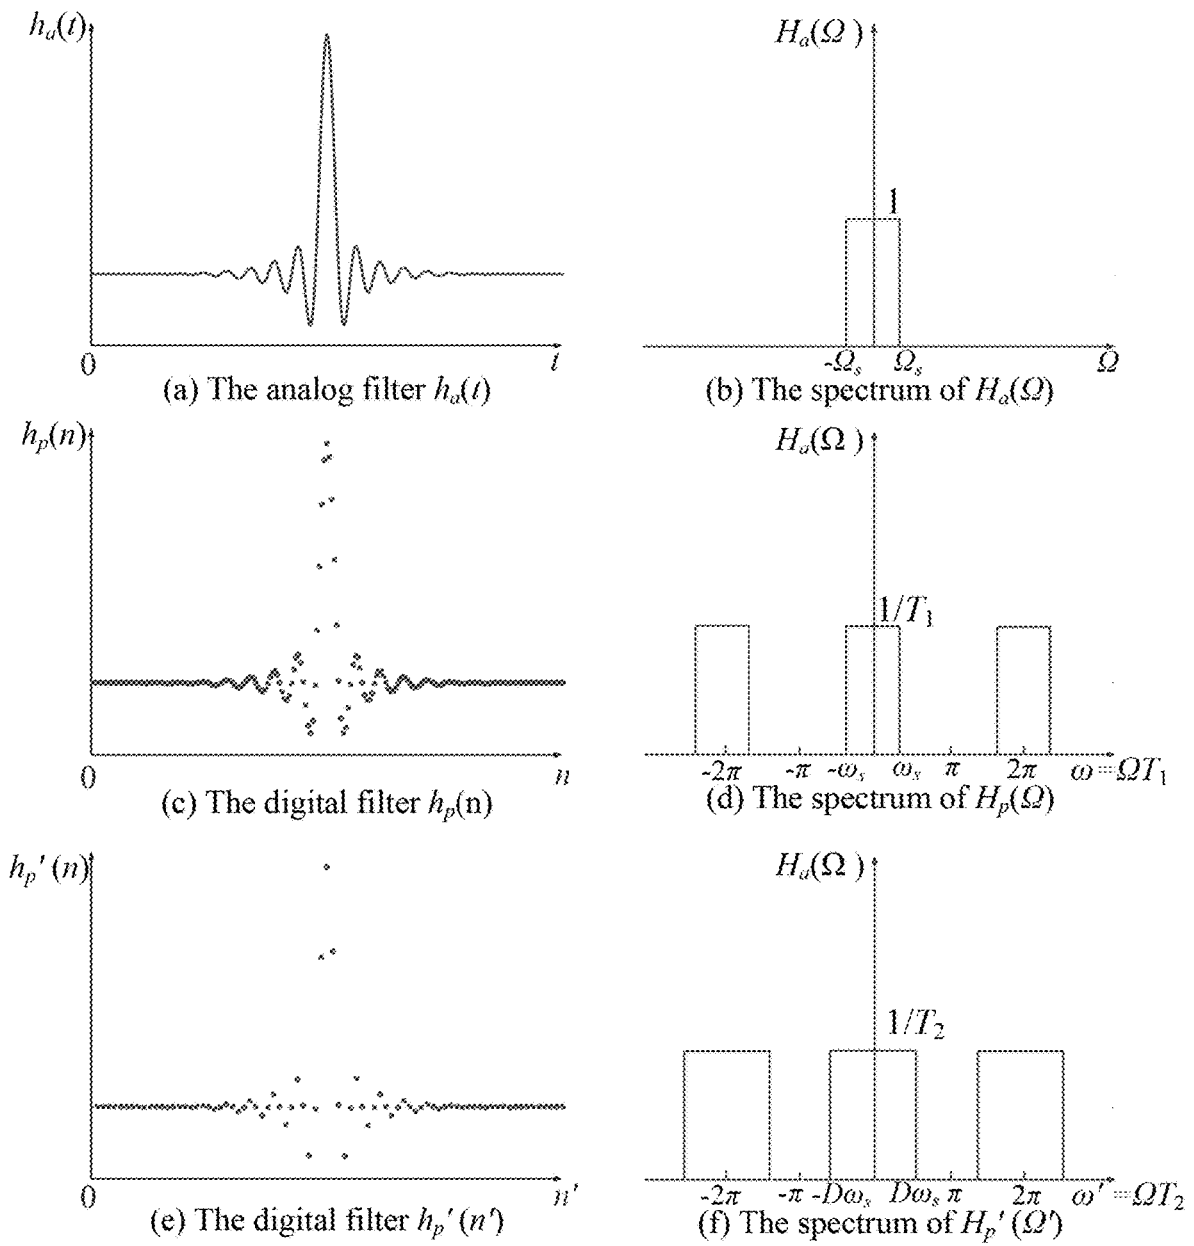 h_a(t)
H_a(Ω)
1
0
t
-Ω_s
Ω_s
Ω
(a) The analog filter h_a(t)
(b) The spectrum of H_a(Ω)
h_p(n)
H_a(Ω)
1/T_1
0
n
-2π
-π
-ω_s
ω_s
π
2π
ω=ΩT_1
(c) The digital filter h_p(n)
(d) The spectrum of H_p(Ω)
h_p'(n)
H_a(Ω)
1/T_2
0
n'
-2π
-π
-Dω_s
Dω_s
π
2π
ω'=ΩT_2
(e) The digital filter h_p'(n')
(f) The spectrum of H_p'(Ω')